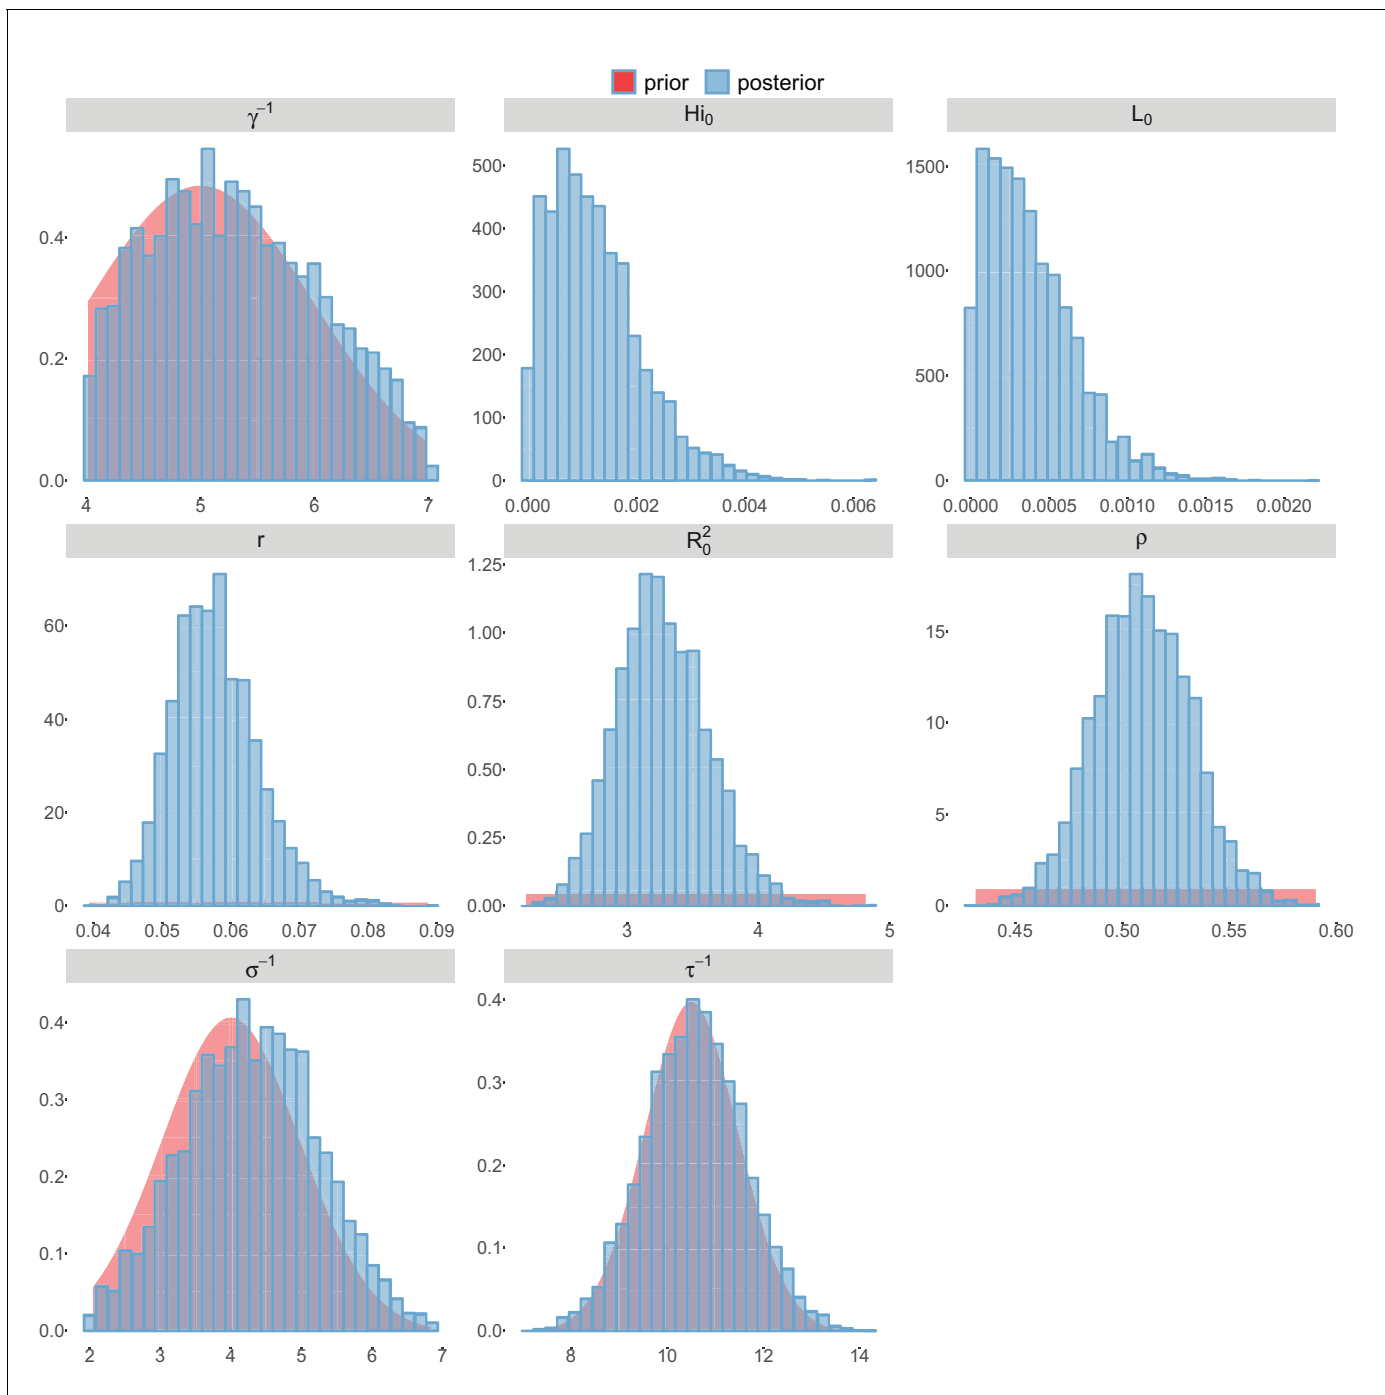 prior posterior
γ⁻¹ Hi₀ L₀
0.4 0.2 0.0
4 5 6 7
500 400 300 200 100 0
0.000 0.002 0.004 0.006
1500 1000 500 0
0.0000 0.0005 0.0010 0.0015 0.0020
r R₀² ρ
60 40 20 0
0.04 0.05 0.06 0.07 0.08 0.09
1.25 1.00 0.75 0.50 0.25 0.00
3 4 5
15 10 5 0
0.45 0.50 0.55 0.60
σ⁻¹ τ⁻¹
0.4 0.3 0.2 0.1 0.0
2 3 4 5 6 7
0.4 0.3 0.2 0.1 0.0
8 10 12 14